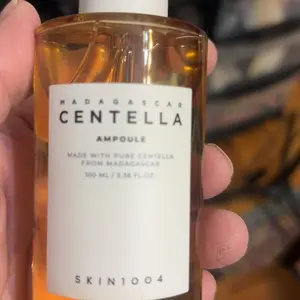 MADAGASCAR
CENTELLA
AMPOULE
MADE WITH PURE CENTELLA
FROM MADAGASCAR
100 ML / 3.38 FL.OZ.
SKIN1004